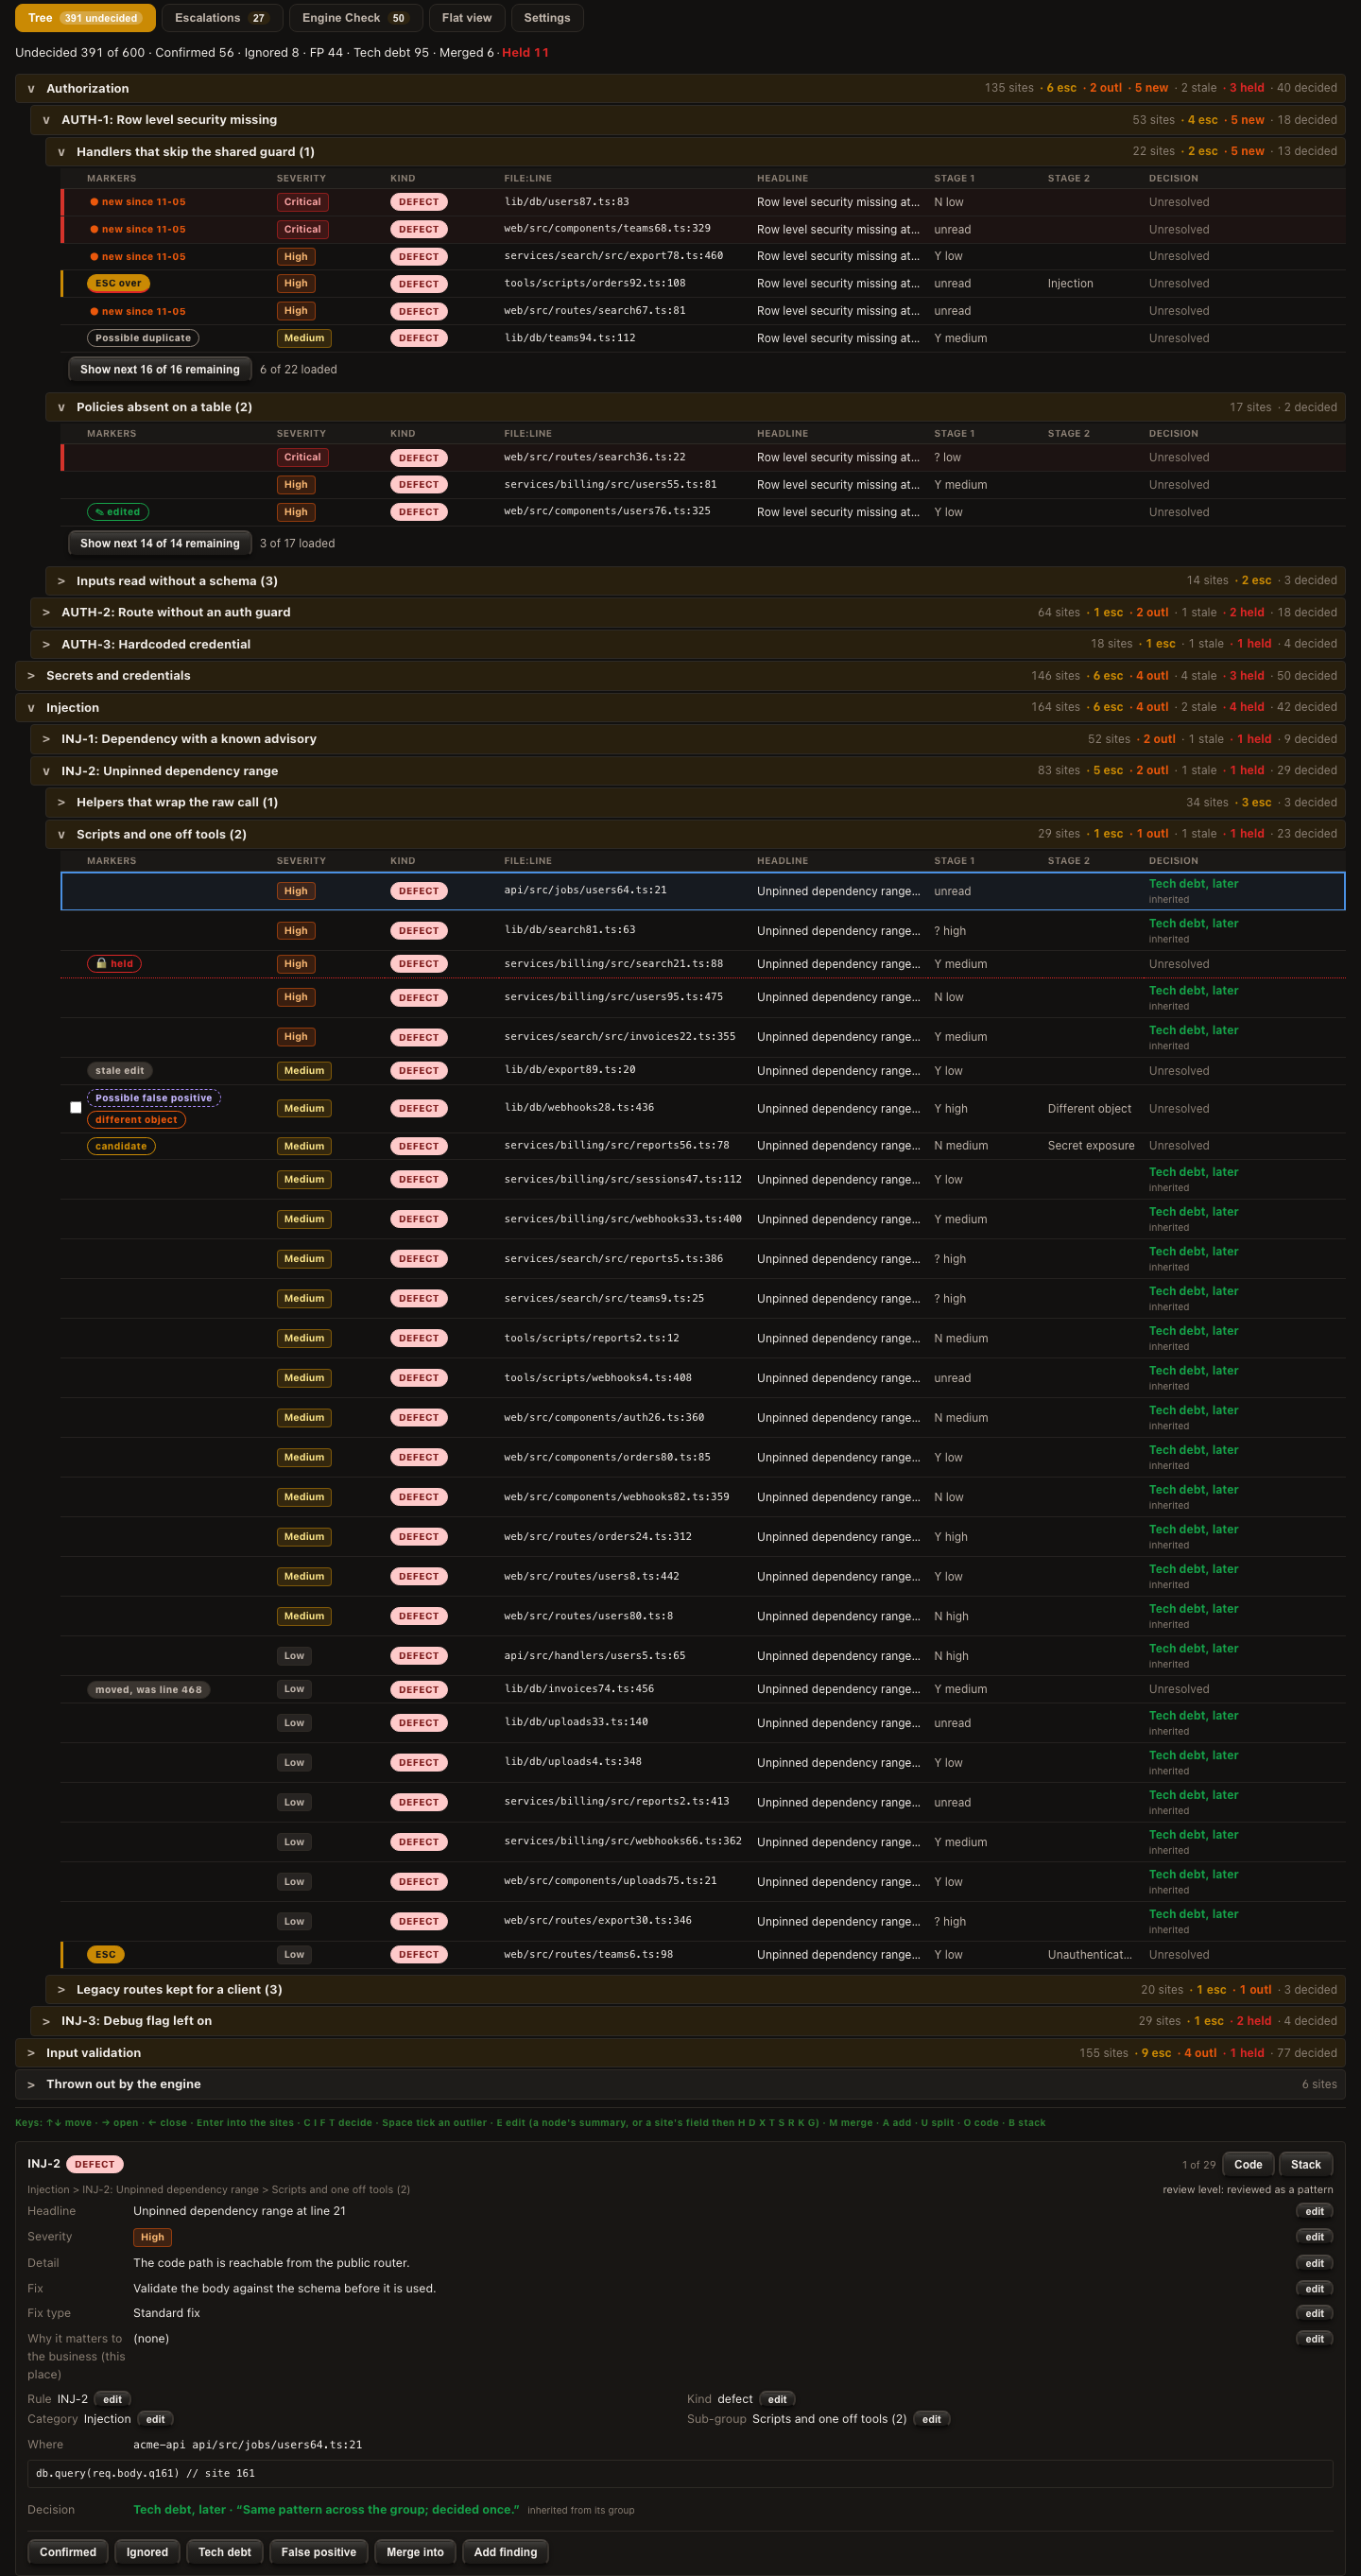 Tree 391 undecided Escalations 27 Engine Check 50 Flat view Settings
Undecided 391 of 600 · Confirmed 56 · Ignored 8 · FP 44 · Tech debt 95 · Merged 6 · Held 11
v Authorization 135 sites · 6 esc · 2 outl · 5 new · 2 stale · 3 held · 40 decided
v AUTH-1: Row level security missing 53 sites · 4 esc · 5 new · 18 decided
v Handlers that skip the shared guard (1) 22 sites · 2 esc · 5 new · 13 decided
MARKERS SEVERITY KIND FILE:LINE HEADLINE STAGE 1 STAGE 2 DECISION
● new since 11-05 Critical DEFECT lib/db/users87.ts:83 Row level security missing at... N low Unresolved
● new since 11-05 Critical DEFECT web/src/components/teams68.ts:329 Row level security missing at... unread Unresolved
● new since 11-05 High DEFECT services/search/src/export78.ts:460 Row level security missing at... Y low Unresolved
ESC over High DEFECT tools/scripts/orders92.ts:108 Row level security missing at... unread Injection Unresolved
● new since 11-05 High DEFECT web/src/routes/search67.ts:81 Row level security missing at... unread Unresolved
Possible duplicate Medium DEFECT lib/db/teams94.ts:112 Row level security missing at... Y medium Unresolved
Show next 16 of 16 remaining 6 of 22 loaded
v Policies absent on a table (2) 17 sites · 2 decided
MARKERS SEVERITY KIND FILE:LINE HEADLINE STAGE 1 STAGE 2 DECISION
Critical DEFECT web/src/routes/search36.ts:22 Row level security missing at... ? low Unresolved
High DEFECT services/billing/src/users55.ts:81 Row level security missing at... Y medium Unresolved
✎ edited High DEFECT web/src/components/users76.ts:325 Row level security missing at... Y low Unresolved
Show next 14 of 14 remaining 3 of 17 loaded
> Inputs read without a schema (3) 14 sites · 2 esc · 3 decided
> AUTH-2: Route without an auth guard 64 sites · 1 esc · 2 outl · 1 stale · 2 held · 18 decided
> AUTH-3: Hardcoded credential 18 sites · 1 esc · 1 stale · 1 held · 4 decided
> Secrets and credentials 146 sites · 6 esc · 4 outl · 4 stale · 3 held · 50 decided
v Injection 164 sites · 6 esc · 4 outl · 2 stale · 4 held · 42 decided
> INJ-1: Dependency with a known advisory 52 sites · 2 outl · 1 stale · 1 held · 9 decided
v INJ-2: Unpinned dependency range 83 sites · 5 esc · 2 outl · 1 stale · 1 held · 29 decided
> Helpers that wrap the raw call (1) 34 sites · 3 esc · 3 decided
v Scripts and one off tools (2) 29 sites · 1 esc · 1 outl · 1 stale · 1 held · 23 decided
MARKERS SEVERITY KIND FILE:LINE HEADLINE STAGE 1 STAGE 2 DECISION
High DEFECT api/src/jobs/users64.ts:21 Unpinned dependency range... unread Tech debt, later
inherited
High DEFECT lib/db/search81.ts:63 Unpinned dependency range... ? high Tech debt, later
inherited
🔒 held High DEFECT services/billing/src/search21.ts:88 Unpinned dependency range... Y medium Unresolved
High DEFECT services/billing/src/users95.ts:475 Unpinned dependency range... N low Tech debt, later
inherited
High DEFECT services/search/src/invoices22.ts:355 Unpinned dependency range... Y medium Tech debt, later
inherited
stale edit Medium DEFECT lib/db/export89.ts:20 Unpinned dependency range... Y low Unresolved
Possible false positive
different object Medium DEFECT lib/db/webhooks28.ts:436 Unpinned dependency range... Y high Different object Unresolved
candidate Medium DEFECT services/billing/src/reports56.ts:78 Unpinned dependency range... N medium Secret exposure Unresolved
Medium DEFECT services/billing/src/sessions47.ts:112 Unpinned dependency range... Y low Tech debt, later
inherited
Medium DEFECT services/billing/src/webhooks33.ts:400 Unpinned dependency range... Y medium Tech debt, later
inherited
Medium DEFECT services/search/src/reports5.ts:386 Unpinned dependency range... ? high Tech debt, later
inherited
Medium DEFECT services/search/src/teams9.ts:25 Unpinned dependency range... ? high Tech debt, later
inherited
Medium DEFECT tools/scripts/reports2.ts:12 Unpinned dependency range... N medium Tech debt, later
inherited
Medium DEFECT tools/scripts/webhooks4.ts:408 Unpinned dependency range... unread Tech debt, later
inherited
Medium DEFECT web/src/components/auth26.ts:360 Unpinned dependency range... N medium Tech debt, later
inherited
Medium DEFECT web/src/components/orders80.ts:85 Unpinned dependency range... Y low Tech debt, later
inherited
Medium DEFECT web/src/components/webhooks82.ts:359 Unpinned dependency range... N low Tech debt, later
inherited
Medium DEFECT web/src/routes/orders24.ts:312 Unpinned dependency range... Y high Tech debt, later
inherited
Medium DEFECT web/src/routes/users8.ts:442 Unpinned dependency range... Y low Tech debt, later
inherited
Medium DEFECT web/src/routes/users80.ts:8 Unpinned dependency range... N high Tech debt, later
inherited
Low DEFECT api/src/handlers/users5.ts:65 Unpinned dependency range... N high Tech debt, later
inherited
moved, was line 468 Low DEFECT lib/db/invoices74.ts:456 Unpinned dependency range... Y medium Unresolved
Low DEFECT lib/db/uploads33.ts:140 Unpinned dependency range... unread Tech debt, later
inherited
Low DEFECT lib/db/uploads4.ts:348 Unpinned dependency range... Y low Tech debt, later
inherited
Low DEFECT services/billing/src/reports2.ts:413 Unpinned dependency range... unread Tech debt, later
inherited
Low DEFECT services/billing/src/webhooks66.ts:362 Unpinned dependency range... Y medium Tech debt, later
inherited
Low DEFECT web/src/components/uploads75.ts:21 Unpinned dependency range... Y low Tech debt, later
inherited
Low DEFECT web/src/routes/export30.ts:346 Unpinned dependency range... ? high Tech debt, later
inherited
ESC Low DEFECT web/src/routes/teams6.ts:98 Unpinned dependency range... Y low Unauthenticat... Unresolved
> Legacy routes kept for a client (3) 20 sites · 1 esc · 1 outl · 3 decided
> INJ-3: Debug flag left on 29 sites · 1 esc · 2 held · 4 decided
> Input validation 155 sites · 9 esc · 4 outl · 1 held · 77 decided
> Thrown out by the engine 6 sites
Keys: ↑↓ move · → open · ← close · Enter into the sites · C I F T decide · Space tick an outlier · E edit (a node's summary, or a site's field then H D X T S R K G) · M merge · A add · U split · O code · B stack
INJ-2 DEFECT 1 of 29 Code Stack
Injection > INJ-2: Unpinned dependency range > Scripts and one off tools (2) review level: reviewed as a pattern
Headline Unpinned dependency range at line 21 edit
Severity High edit
Detail The code path is reachable from the public router. edit
Fix Validate the body against the schema before it is used. edit
Fix type Standard fix edit
Why it matters to (none) edit
the business (this
place)
Rule INJ-2 edit Kind defect edit
Category Injection edit Sub-group Scripts and one off tools (2) edit
Where acme-api api/src/jobs/users64.ts:21
db.query(req.body.q161) // site 161
Decision Tech debt, later · “Same pattern across the group; decided once.” inherited from its group
Confirmed Ignored Tech debt False positive Merge into Add finding